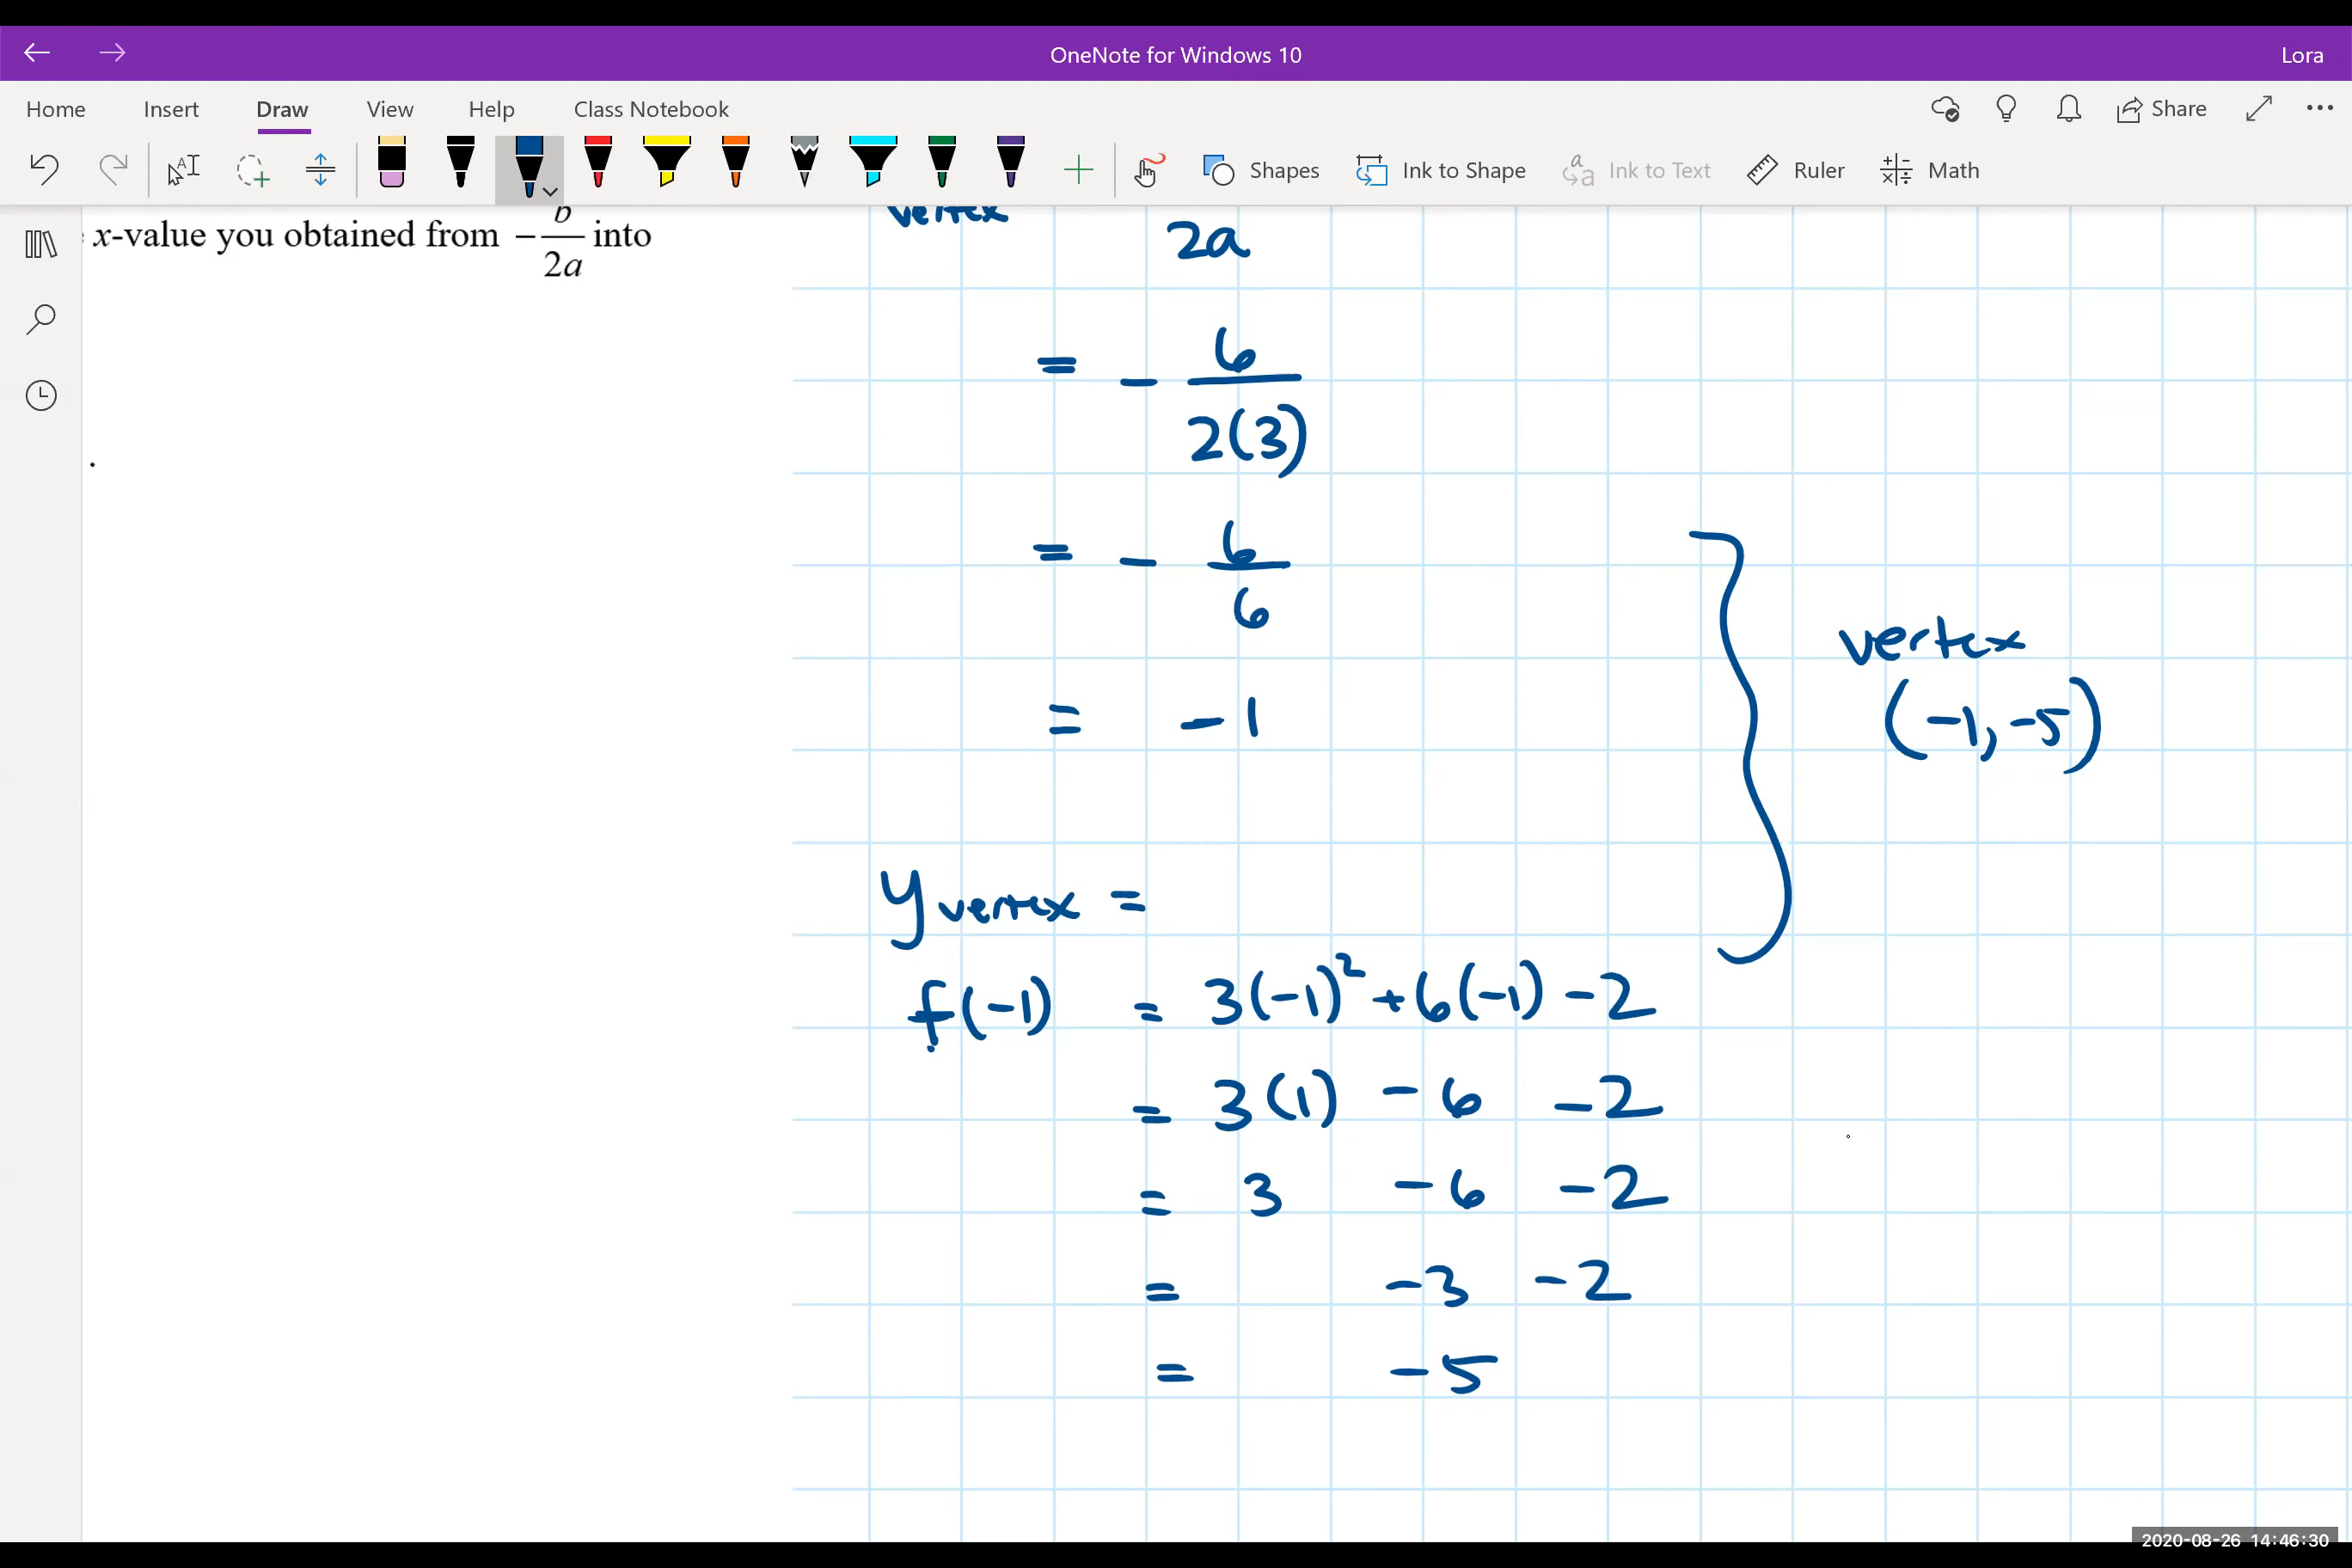 OneNote for Windows 10
Lora
Home Insert Draw View Help Class Notebook Share
Shapes Ink to Shape Ink to Text Ruler Math
x-value you obtained from -b/2a into
.
vertex 2a
= - 6/2(3)
= - 6/6
= -1
vertex
(-1, -5)
y vertex =
f(-1) = 3(-1)² + 6(-1) - 2
= 3(1) - 6 - 2
= 3 - 6 - 2
= -3 - 2
= -5
2020-08-26 14:46:30